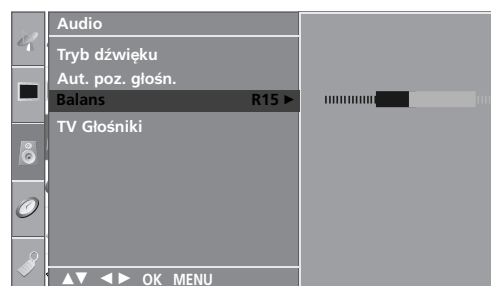 Audio
Tryb dźwięku
Aut. poz. głośn.
Balans R15 ►
TV Głośniki
▲▼ ◄► OK MENU